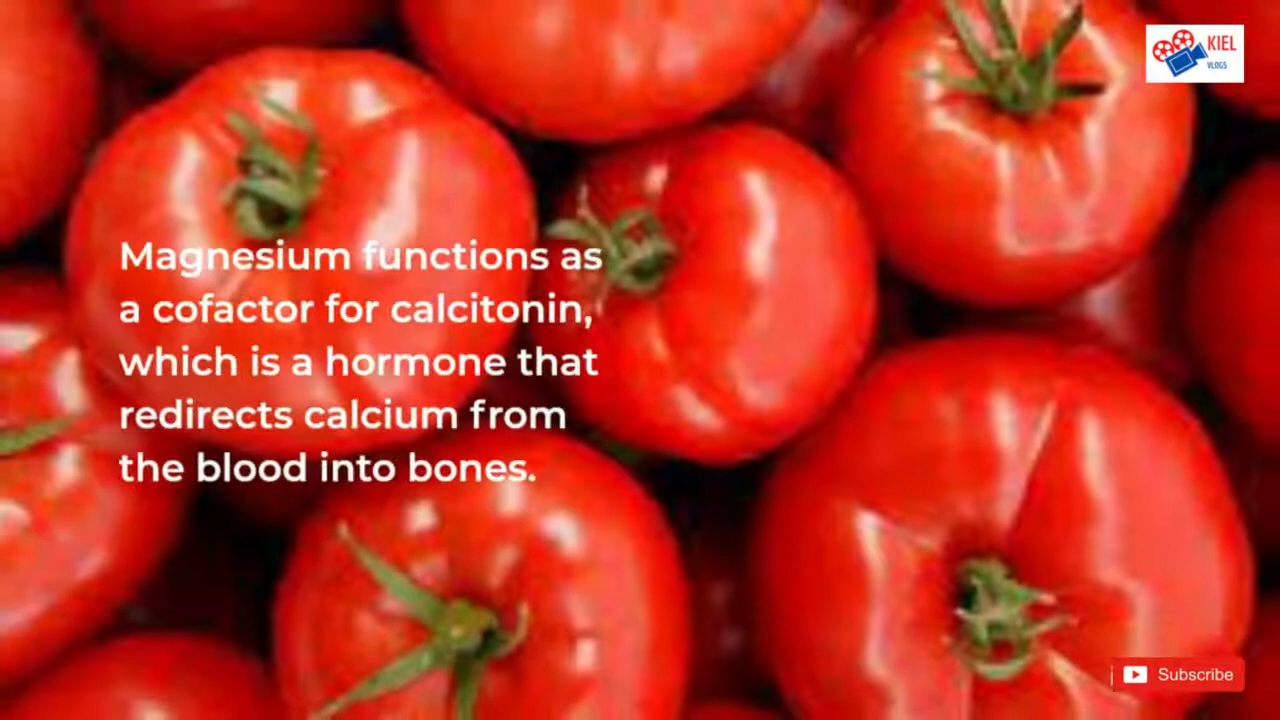 KIEL
VLOGS
Magnesium functions as
a cofactor for calcitonin,
which is a hormone that
redirects calcium from
the blood into bones.
Subscribe